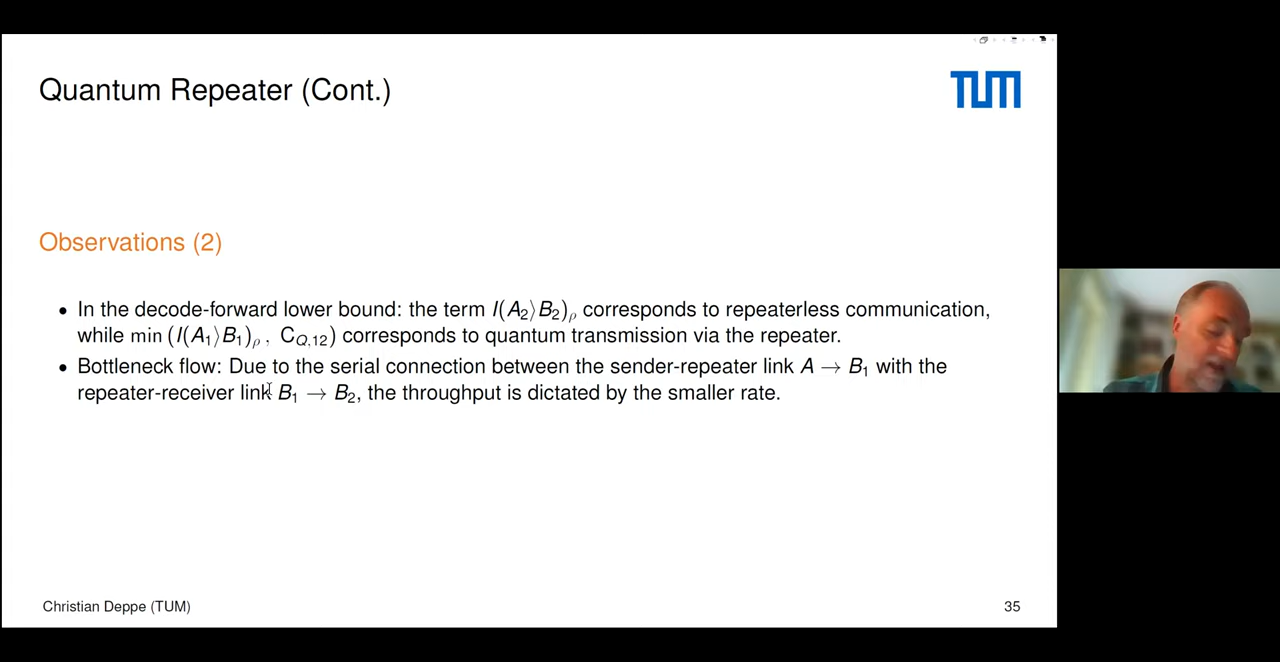 Quantum Repeater (Cont.)
TUM
Observations (2)
• In the decode-forward lower bound: the term I(A₂⟩B₂)ᵨ corresponds to repeaterless communication,
while min (I(A₁⟩B₁)ᵨ, C_Q,12) corresponds to quantum transmission via the repeater.
• Bottleneck flow: Due to the serial connection between the sender-repeater link A → B₁ with the
repeater-receiver link B₁ → B₂, the throughput is dictated by the smaller rate.
Christian Deppe (TUM)
35